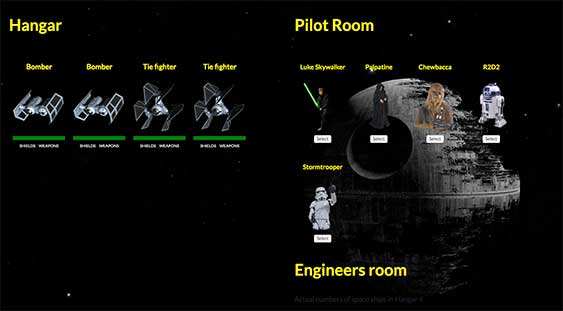 Hangar
Bomber
Bomber
Tie fighter
Tie fighter
SHIELDS WEAPONS
SHIELDS WEAPONS
SHIELDS WEAPONS
SHIELDS WEAPONS
Pilot Room
Luke Skywalker
Palpatine
Chewbacca
R2D2
Select
Select
Select
Select
Stormtrooper
Select
Engineers room
Actual numbers of space ships in Hangar 4